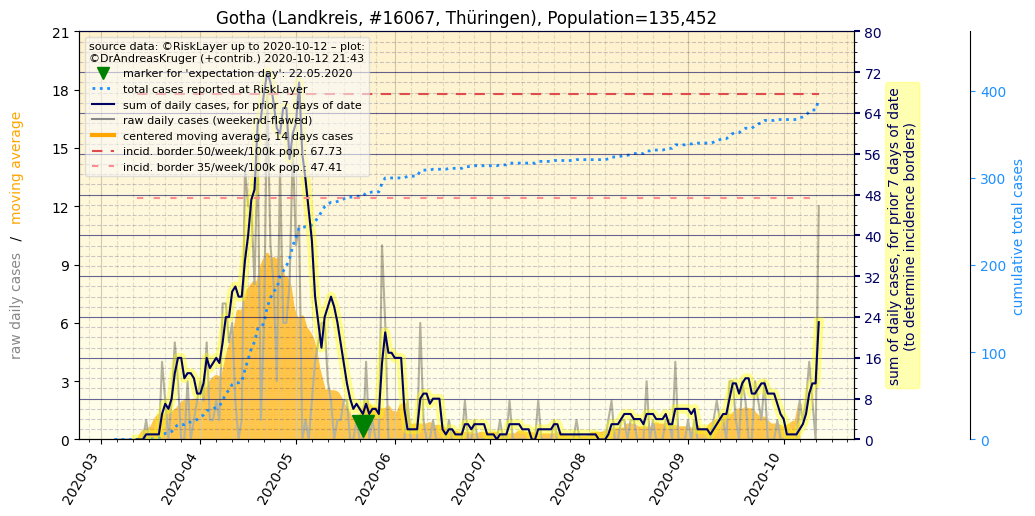 Gotha (Landkreis, #16067, Thüringen), Population=135,452
source data: ©RiskLayer up to 2020-10-12 – plot:
©DrAndreasKruger (+contrib.) 2020-10-12 21:43
marker for 'expectation day': 22.05.2020
total cases reported at RiskLayer
sum of daily cases, for prior 7 days of date
raw daily cases (weekend-flawed)
centered moving average, 14 days cases
incid. border 50/week/100k pop.: 67.73
incid. border 35/week/100k pop.: 47.41
raw daily cases / moving average
21
18
15
12
9
6
3
0
2020-03
2020-04
2020-05
2020-06
2020-07
2020-08
2020-09
2020-10
80
72
64
56
48
40
32
24
16
8
0
sum of daily cases, for prior 7 days of date
(to determine incidence borders)
400
300
200
100
0
cumulative total cases